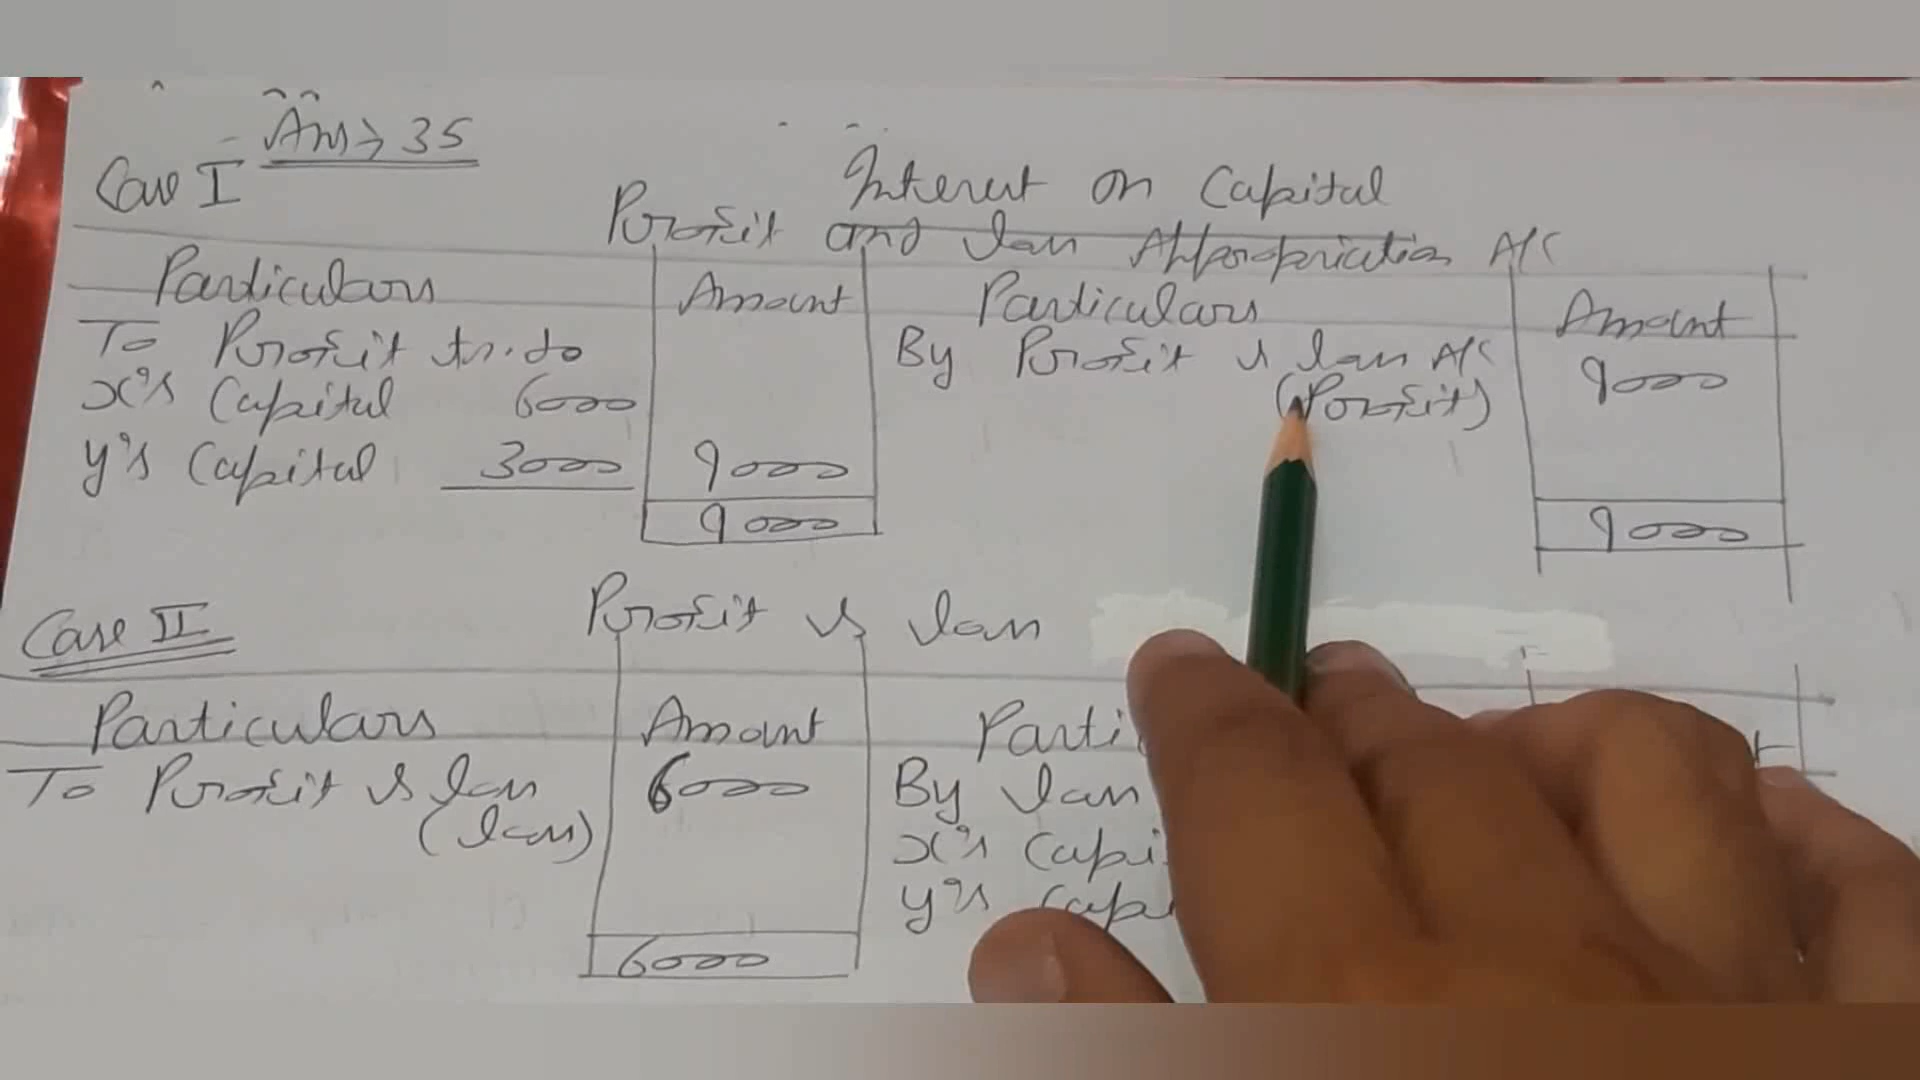 Ans → 35
Case I Interest on Capital
Profit and Loss Appropriation A/C
Particulars Amount Particulars Amount
To Profit tr. to By Profit & Loss A/C 9000
x's Capital 6000 (Profit)
y's Capital 3000 9000
9000 9000
Case II Profit & Loss
Particulars Amount Parti
To Profit & Loss 6000 By Loss
(Loss) x's Capi
y's Cap
6000